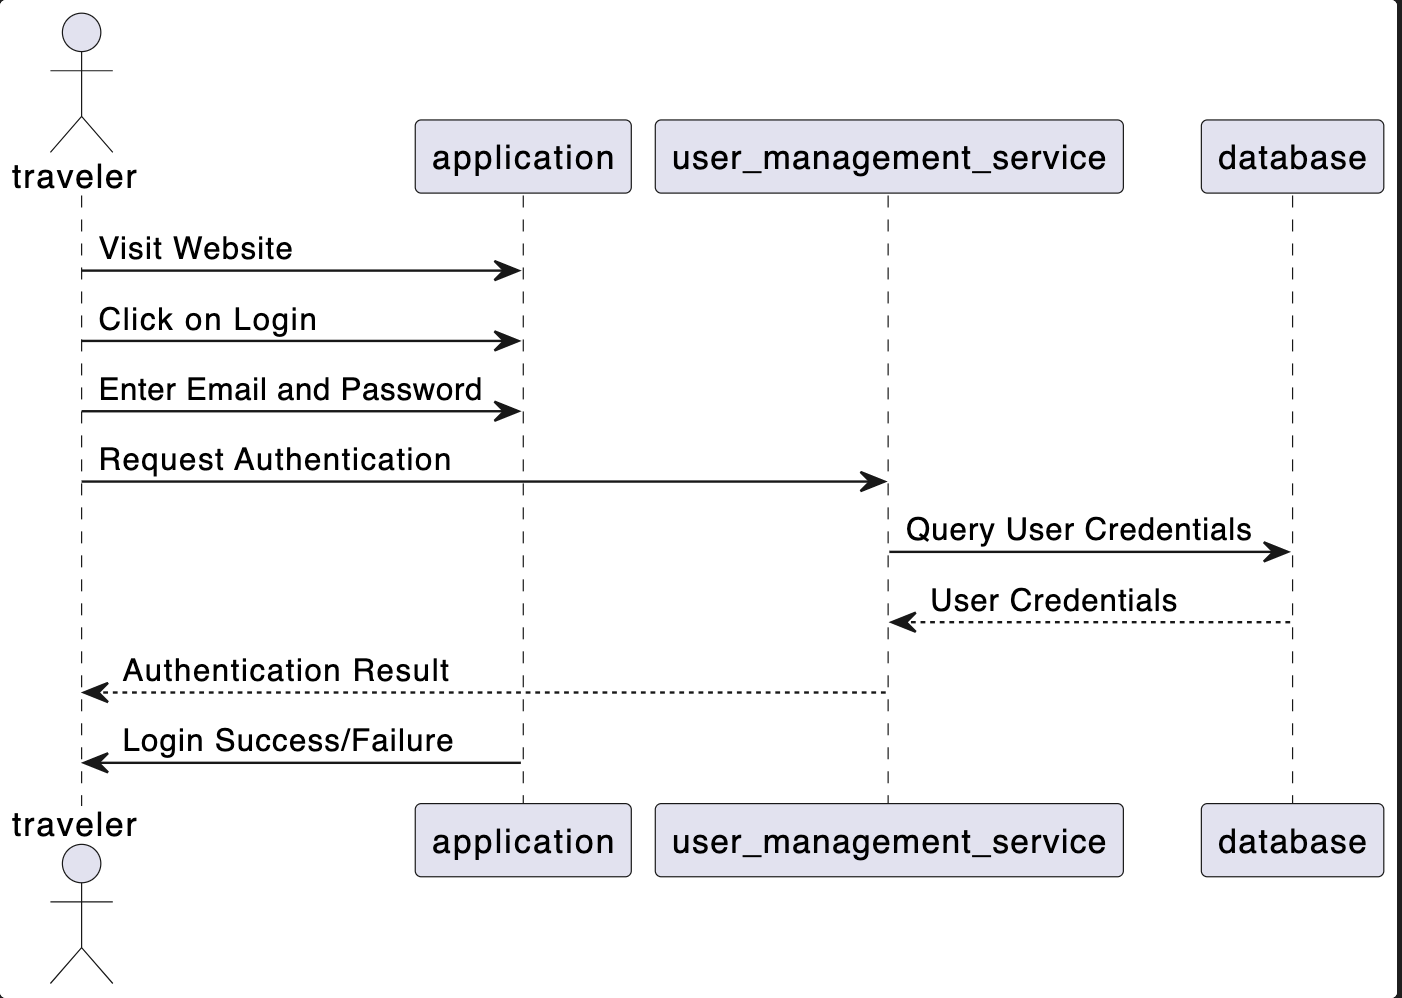 traveler
application
user_management_service
database
Visit Website
Click on Login
Enter Email and Password
Request Authentication
Query User Credentials
User Credentials
Authentication Result
Login Success/Failure
traveler
application
user_management_service
database